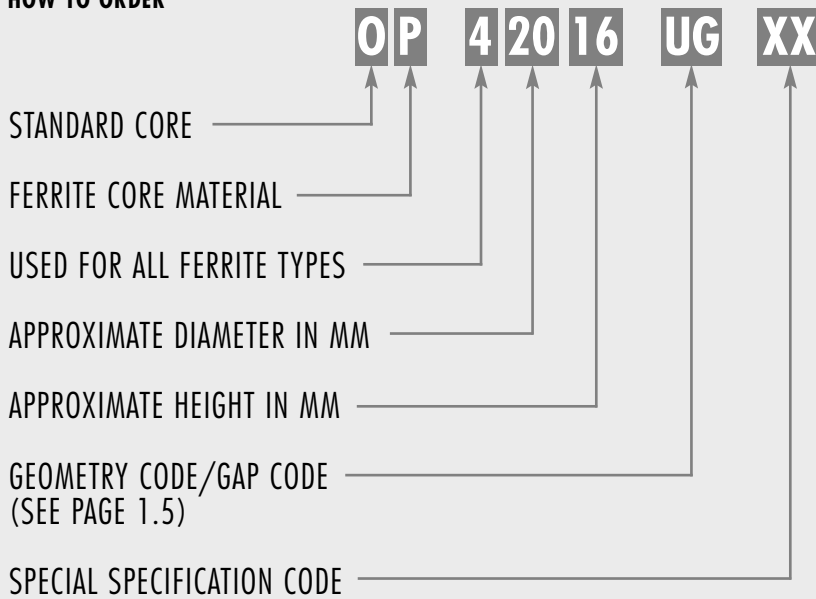 HOW TO ORDER
O P 4 20 16 UG XX
STANDARD CORE
FERRITE CORE MATERIAL
USED FOR ALL FERRITE TYPES
APPROXIMATE DIAMETER IN MM
APPROXIMATE HEIGHT IN MM
GEOMETRY CODE/GAP CODE
(SEE PAGE 1.5)
SPECIAL SPECIFICATION CODE